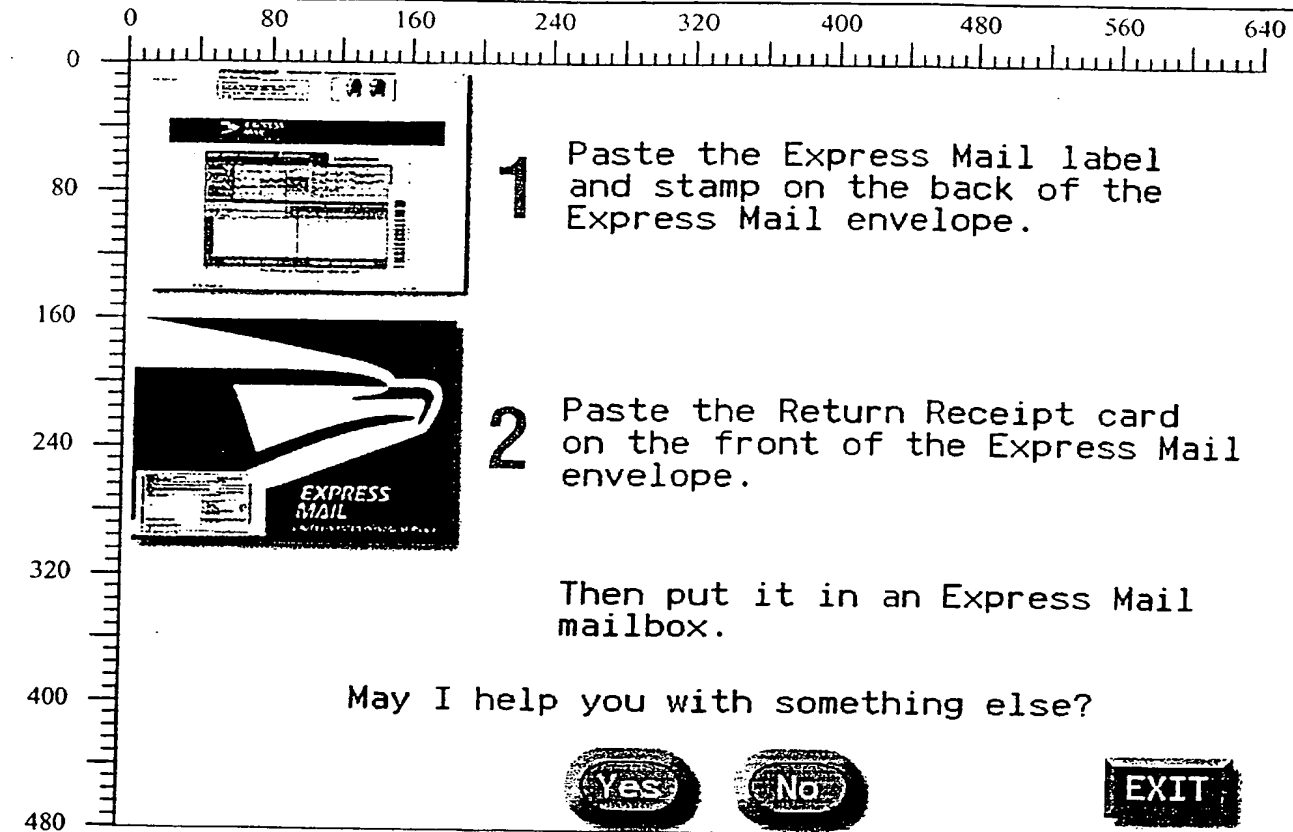 0 80 160 240 320 400 480 560 640
0
80
160
240
320
400
480
1
Paste the Express Mail label
and stamp on the back of the
Express Mail envelope.
2
Paste the Return Receipt card
on the front of the Express Mail
envelope.
EXPRESS
MAIL
Then put it in an Express Mail
mailbox.
May I help you with something else?
Yes No EXIT